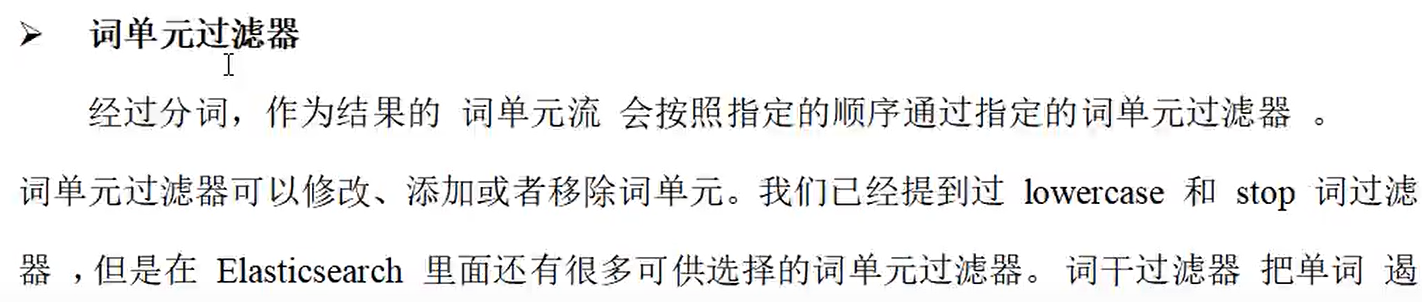 ➢ 词单元过滤器
经过分词，作为结果的 词单元流 会按照指定的顺序通过指定的词单元过滤器 。
词单元过滤器可以修改、添加或者移除词单元。我们已经提到过 lowercase 和 stop 词过滤
器 ，但是在 Elasticsearch 里面还有很多可供选择的词单元过滤器。 词干过滤器 把单词 遏